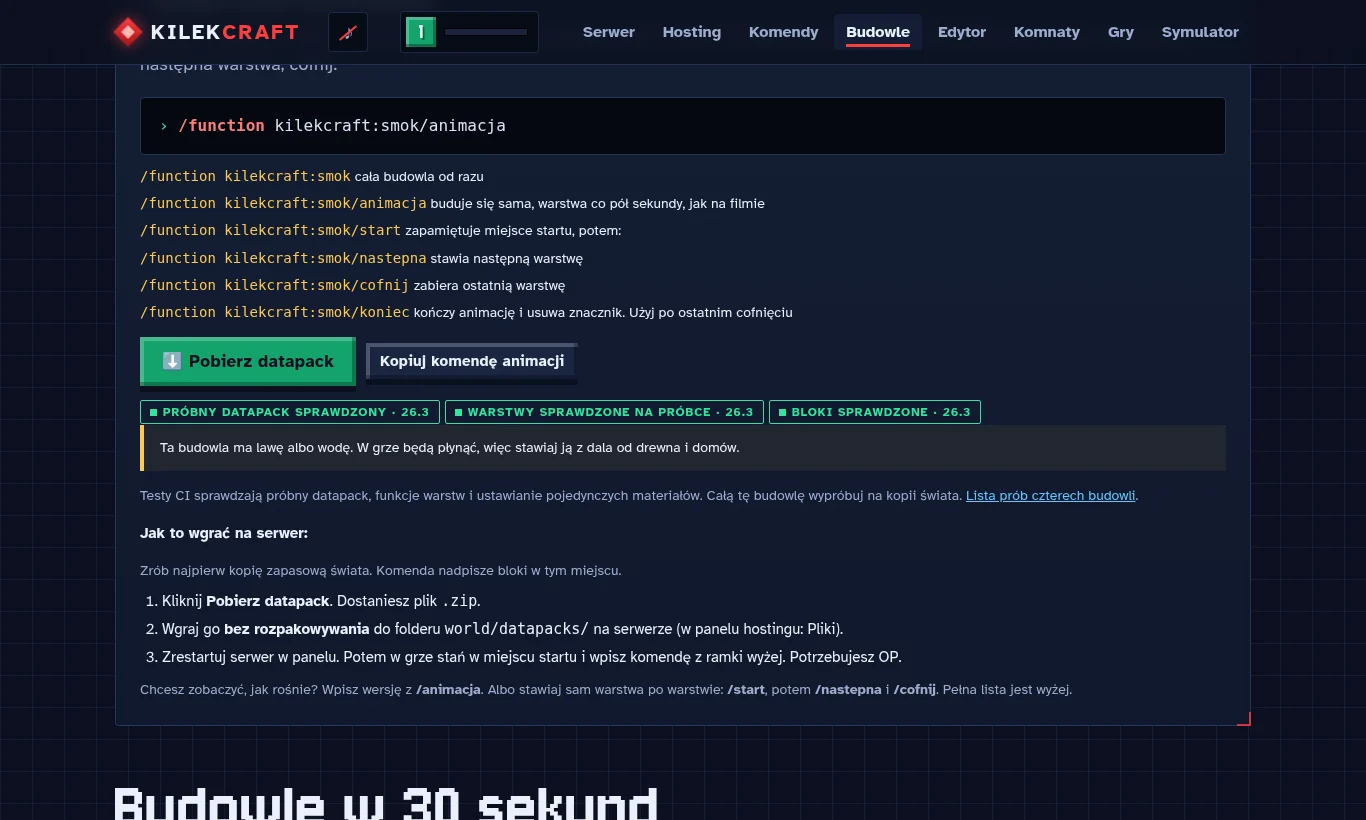 KILEKCRAFT
1
Serwer
Hosting
Komendy
Budowle
Edytor
Komnaty
Gry
Symulator
następna warstwa, cofnij.
› /function kilekcraft:smok/animacja
/function kilekcraft:smok cała budowla od razu
/function kilekcraft:smok/animacja buduje się sama, warstwa co pół sekundy, jak na filmie
/function kilekcraft:smok/start zapamiętuje miejsce startu, potem:
/function kilekcraft:smok/nastepna stawia następną warstwę
/function kilekcraft:smok/cofnij zabiera ostatnią warstwę
/function kilekcraft:smok/koniec kończy animację i usuwa znacznik. Użyj po ostatnim cofnięciu
⬇️ Pobierz datapack
Kopiuj komendę animacji
PRÓBNY DATAPACK SPRAWDZONY · 26.3
WARSTWY SPRAWDZONE NA PRÓBCE · 26.3
BLOKI SPRAWDZONE · 26.3
Ta budowla ma lawę albo wodę. W grze będą płynąć, więc stawiaj ją z dala od drewna i domów.
Testy CI sprawdzają próbny datapack, funkcje warstw i ustawianie pojedynczych materiałów. Całą tę budowlę wypróbuj na kopii świata. Lista prób czterech budowli.
Jak to wgrać na serwer:
Zrób najpierw kopię zapasową świata. Komenda nadpisze bloki w tym miejscu.
1. Kliknij Pobierz datapack. Dostaniesz plik .zip.
2. Wgraj go bez rozpakowywania do folderu world/datapacks/ na serwerze (w panelu hostingu: Pliki).
3. Zrestartuj serwer w panelu. Potem w grze stań w miejscu startu i wpisz komendę z ramki wyżej. Potrzebujesz OP.
Chcesz zobaczyć, jak rośnie? Wpisz wersję z /animacja. Albo stawiaj sam warstwa po warstwie: /start, potem /nastepna i /cofnij. Pełna lista jest wyżej.
Budowle w 30 sekund